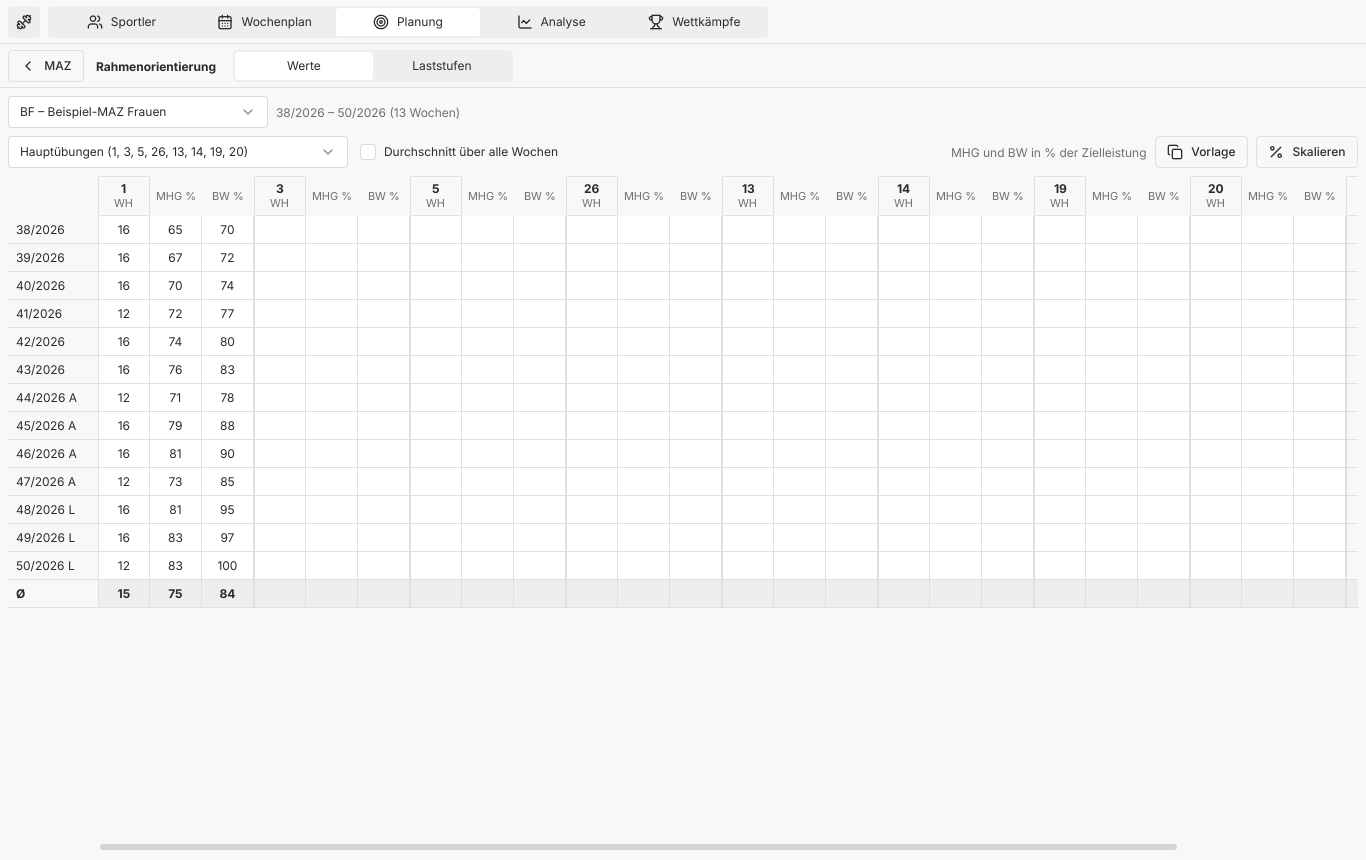 Sportler Wochenplan Planung Analyse Wettkämpfe
MAZ Rahmenorientierung Werte Laststufen
BF – Beispiel-MAZ Frauen 38/2026 – 50/2026 (13 Wochen)
Hauptübungen (1, 3, 5, 26, 13, 14, 19, 20) Durchschnitt über alle Wochen MHG und BW in % der Zielleistung Vorlage Skalieren
1 WH MHG % BW % 3 WH MHG % BW % 5 WH MHG % BW % 26 WH MHG % BW % 13 WH MHG % BW % 14 WH MHG % BW % 19 WH MHG % BW % 20 WH MHG % BW %
38/2026 16 65 70
39/2026 16 67 72
40/2026 16 70 74
41/2026 12 72 77
42/2026 16 74 80
43/2026 16 76 83
44/2026 A 12 71 78
45/2026 A 16 79 88
46/2026 A 16 81 90
47/2026 A 12 73 85
48/2026 L 16 81 95
49/2026 L 16 83 97
50/2026 L 12 83 100
Ø 15 75 84